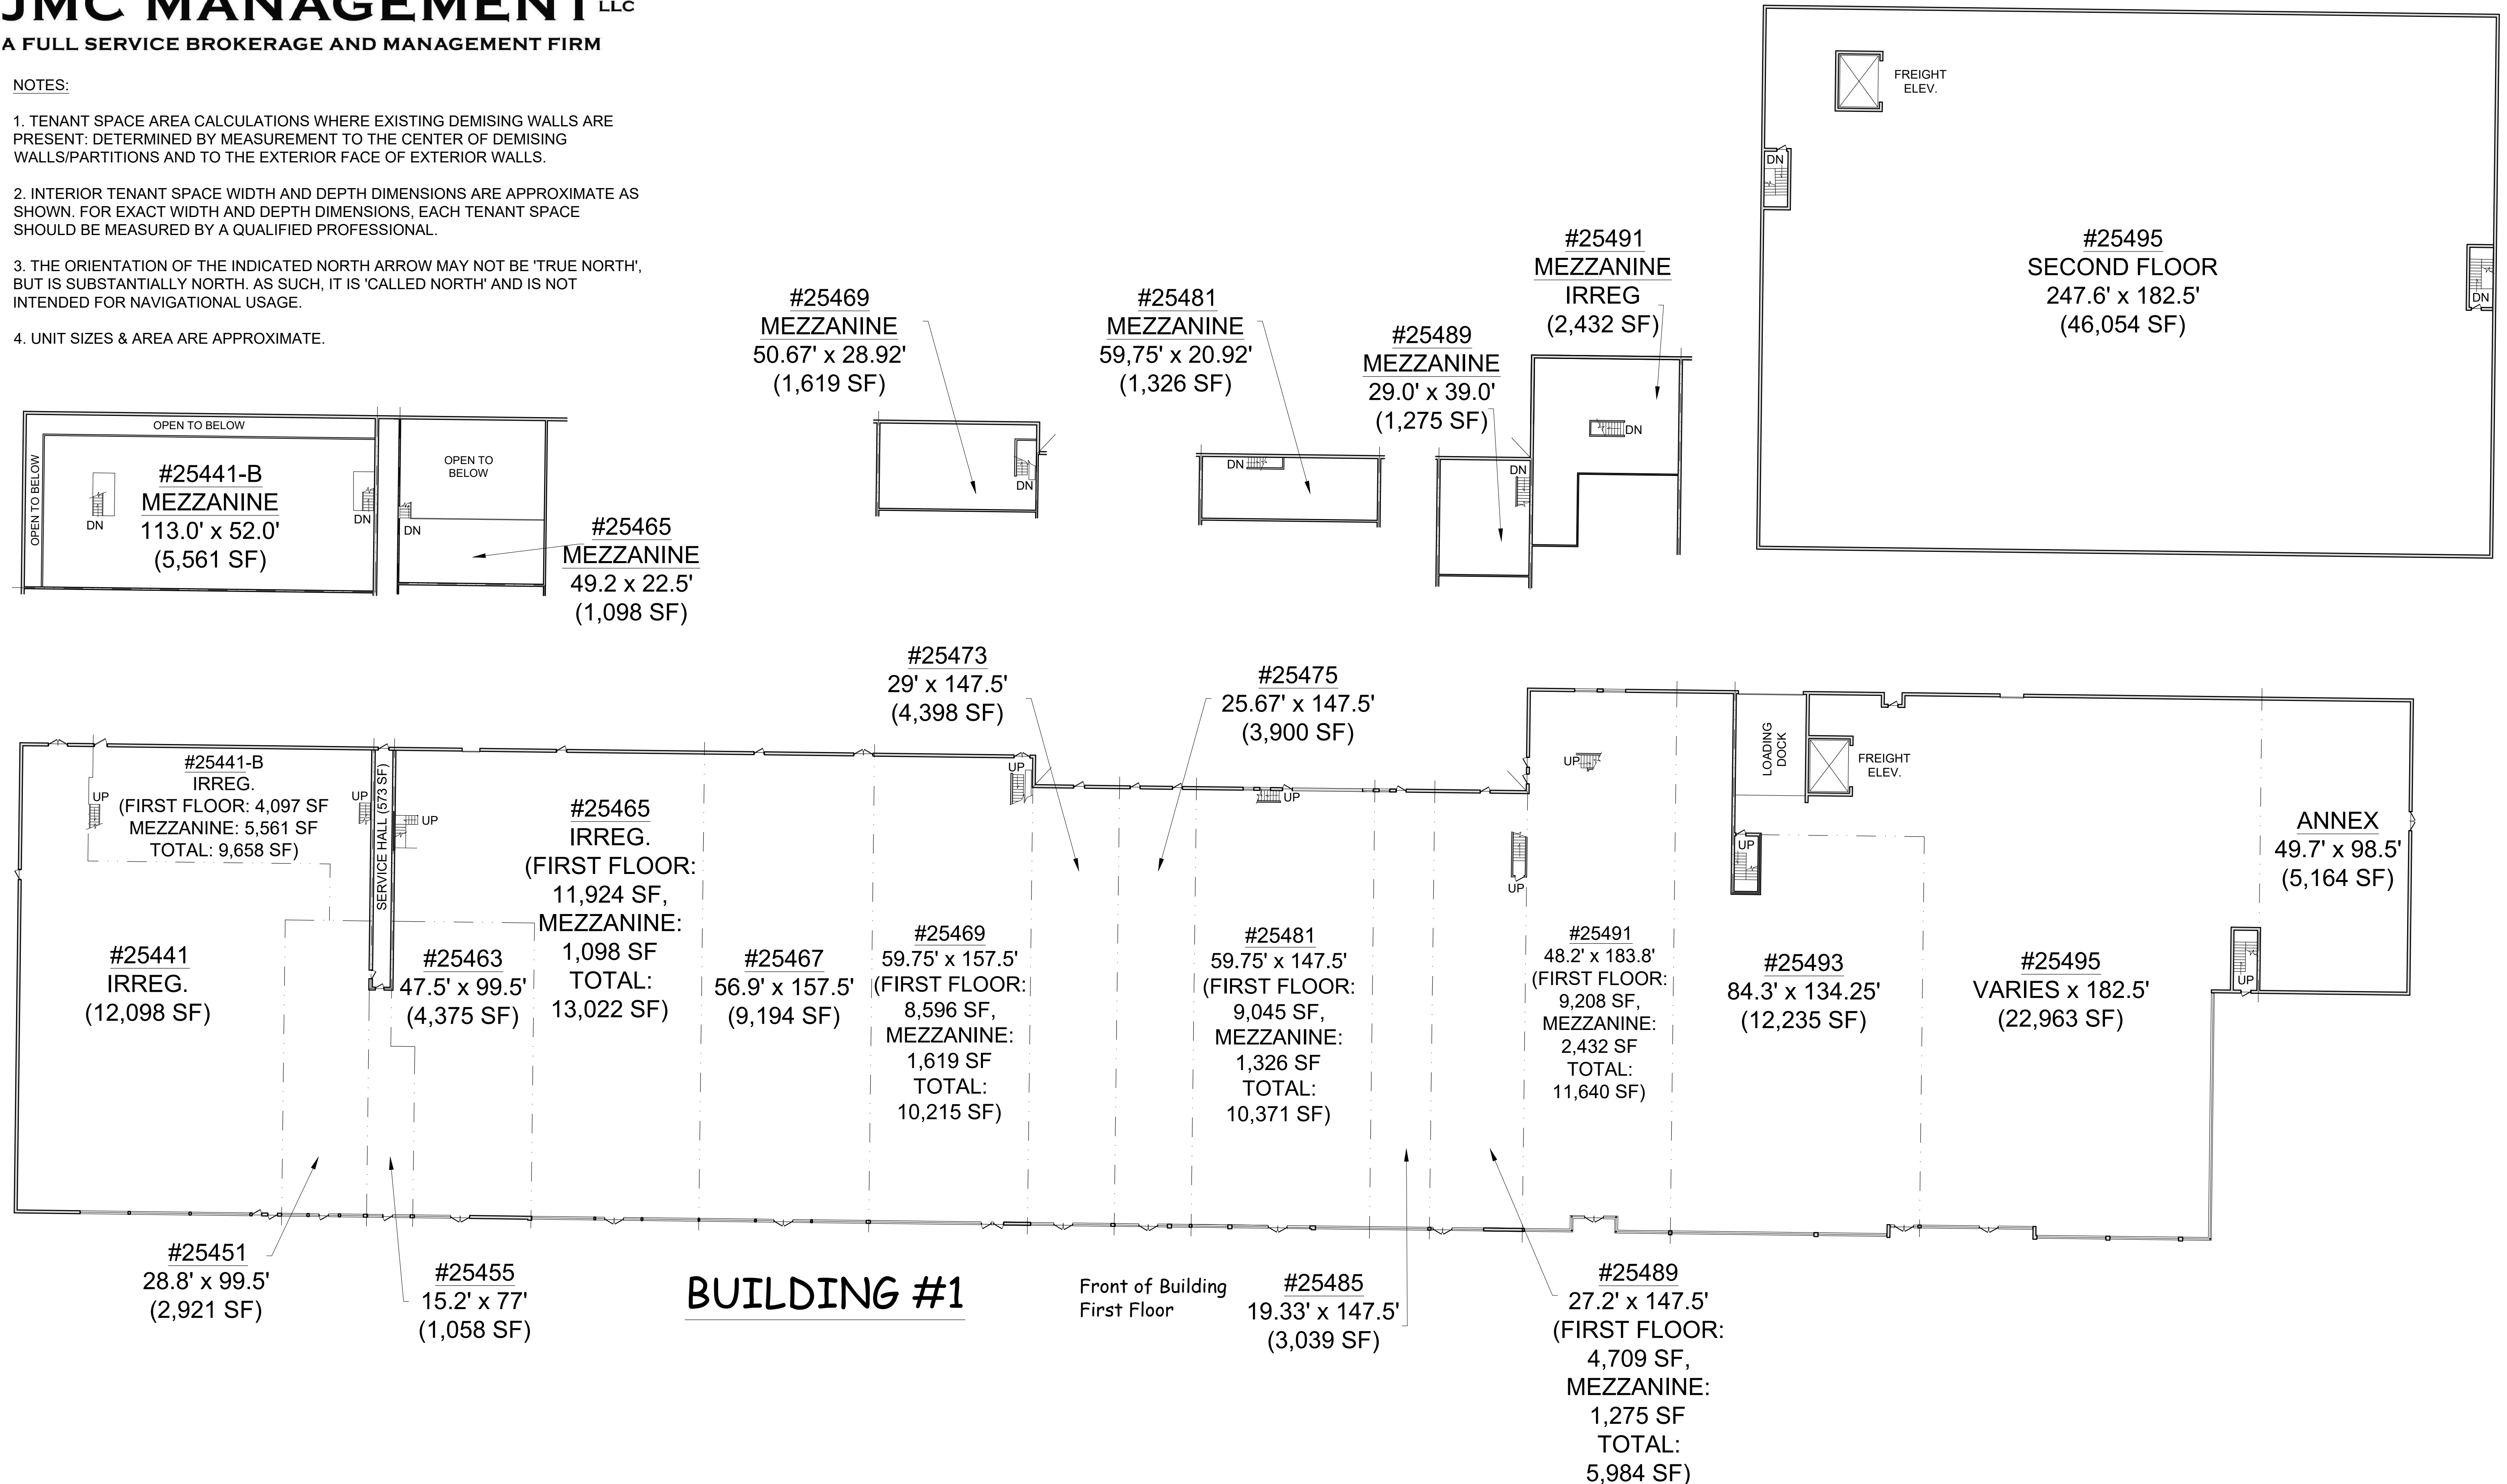 JMC MANAGEMENT LLC
A FULL SERVICE BROKERAGE AND MANAGEMENT FIRM
NOTES:
1. TENANT SPACE AREA CALCULATIONS WHERE EXISTING DEMISING WALLS ARE
PRESENT: DETERMINED BY MEASUREMENT TO THE CENTER OF DEMISING
WALLS/PARTITIONS AND TO THE EXTERIOR FACE OF EXTERIOR WALLS.
2. INTERIOR TENANT SPACE WIDTH AND DEPTH DIMENSIONS ARE APPROXIMATE AS
SHOWN. FOR EXACT WIDTH AND DEPTH DIMENSIONS, EACH TENANT SPACE
SHOULD BE MEASURED BY A QUALIFIED PROFESSIONAL.
3. THE ORIENTATION OF THE INDICATED NORTH ARROW MAY NOT BE 'TRUE NORTH',
BUT IS SUBSTANTIALLY NORTH. AS SUCH, IT IS 'CALLED NORTH' AND IS NOT
INTENDED FOR NAVIGATIONAL USAGE.
4. UNIT SIZES & AREA ARE APPROXIMATE.
OPEN TO BELOW
OPEN TO BELOW
#25441-B
MEZZANINE
113.0' x 52.0'
(5,561 SF)
DN
DN
OPEN TO
BELOW
DN
#25465
MEZZANINE
49.2 x 22.5'
(1,098 SF)
#25469
MEZZANINE
50.67' x 28.92'
(1,619 SF)
DN
#25481
MEZZANINE
59,75' x 20.92'
(1,326 SF)
DN
#25489
MEZZANINE
29.0' x 39.0'
(1,275 SF)
DN
#25491
MEZZANINE
IRREG
(2,432 SF)
DN
FREIGHT
ELEV.
DN
#25495
SECOND FLOOR
247.6' x 182.5'
(46,054 SF)
DN
#25473
29' x 147.5'
(4,398 SF)
#25475
25.67' x 147.5'
(3,900 SF)
#25441-B
IRREG.
(FIRST FLOOR: 4,097 SF
MEZZANINE: 5,561 SF
TOTAL: 9,658 SF)
UP
UP
SERVICE HALL (573 SF)
UP
#25441
IRREG.
(12,098 SF)
#25463
47.5' x 99.5'
(4,375 SF)
#25465
IRREG.
(FIRST FLOOR:
11,924 SF,
MEZZANINE:
1,098 SF
TOTAL:
13,022 SF)
#25467
56.9' x 157.5'
(9,194 SF)
UP
#25469
59.75' x 157.5'
(FIRST FLOOR:
8,596 SF,
MEZZANINE:
1,619 SF
TOTAL:
10,215 SF)
UP
#25481
59.75' x 147.5'
(FIRST FLOOR:
9,045 SF,
MEZZANINE:
1,326 SF
TOTAL:
10,371 SF)
UP
UP
#25491
48.2' x 183.8'
(FIRST FLOOR:
9,208 SF,
MEZZANINE:
2,432 SF
TOTAL:
11,640 SF)
LOADING
DOCK
FREIGHT
ELEV.
UP
#25493
84.3' x 134.25'
(12,235 SF)
#25495
VARIES x 182.5'
(22,963 SF)
UP
ANNEX
49.7' x 98.5'
(5,164 SF)
#25451
28.8' x 99.5'
(2,921 SF)
#25455
15.2' x 77'
(1,058 SF)
BUILDING #1
Front of Building
First Floor
#25485
19.33' x 147.5'
(3,039 SF)
#25489
27.2' x 147.5'
(FIRST FLOOR:
4,709 SF,
MEZZANINE:
1,275 SF
TOTAL:
5,984 SF)